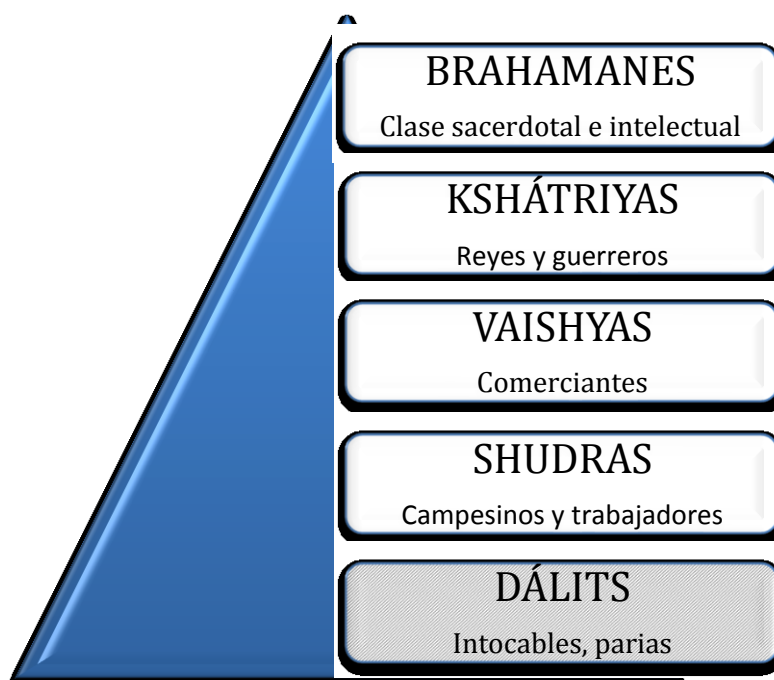 BRAHAMANES
Clase sacerdotal e intelectual
KSHÁTRIYAS
Reyes y guerreros
VAISHYAS
Comerciantes
SHUDRAS
Campesinos y trabajadores
DÁLITS
Intocables, parias